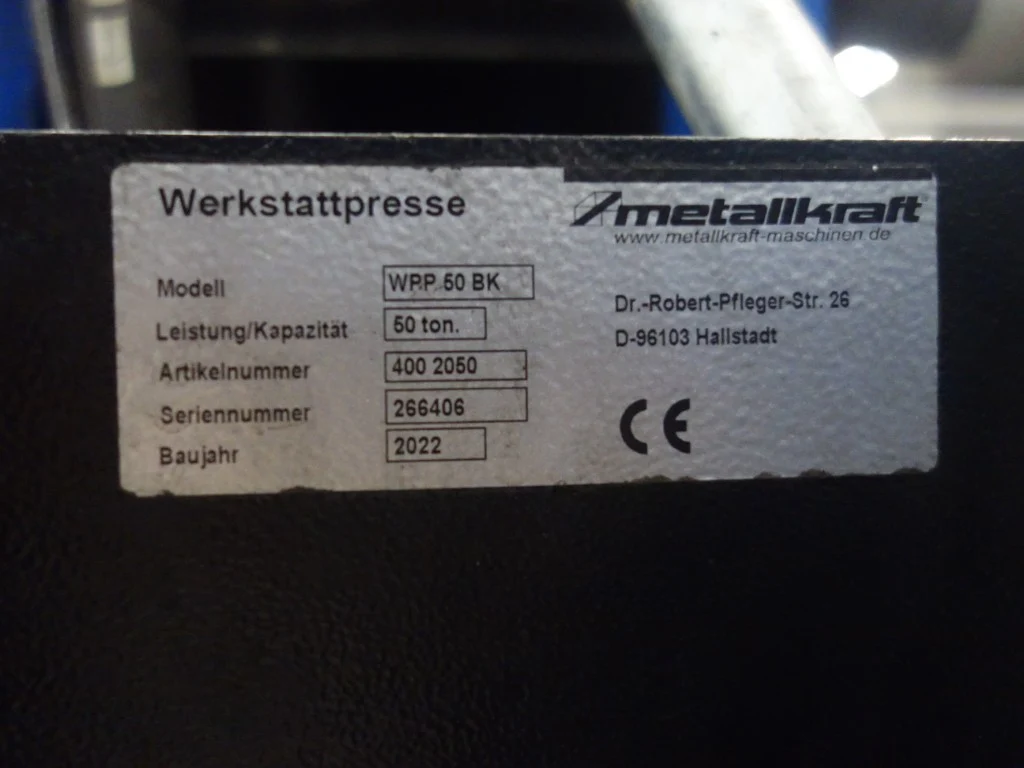 Werkstattpresse
metallkraft
www.metallkraft-maschinen.de
Modell WPP 50 BK
Leistung/Kapazität 50 ton.
Artikelnummer 400 2050
Seriennummer 266406
Baujahr 2022
Dr.-Robert-Pfleger-Str. 26
D-96103 Hallstadt
CE